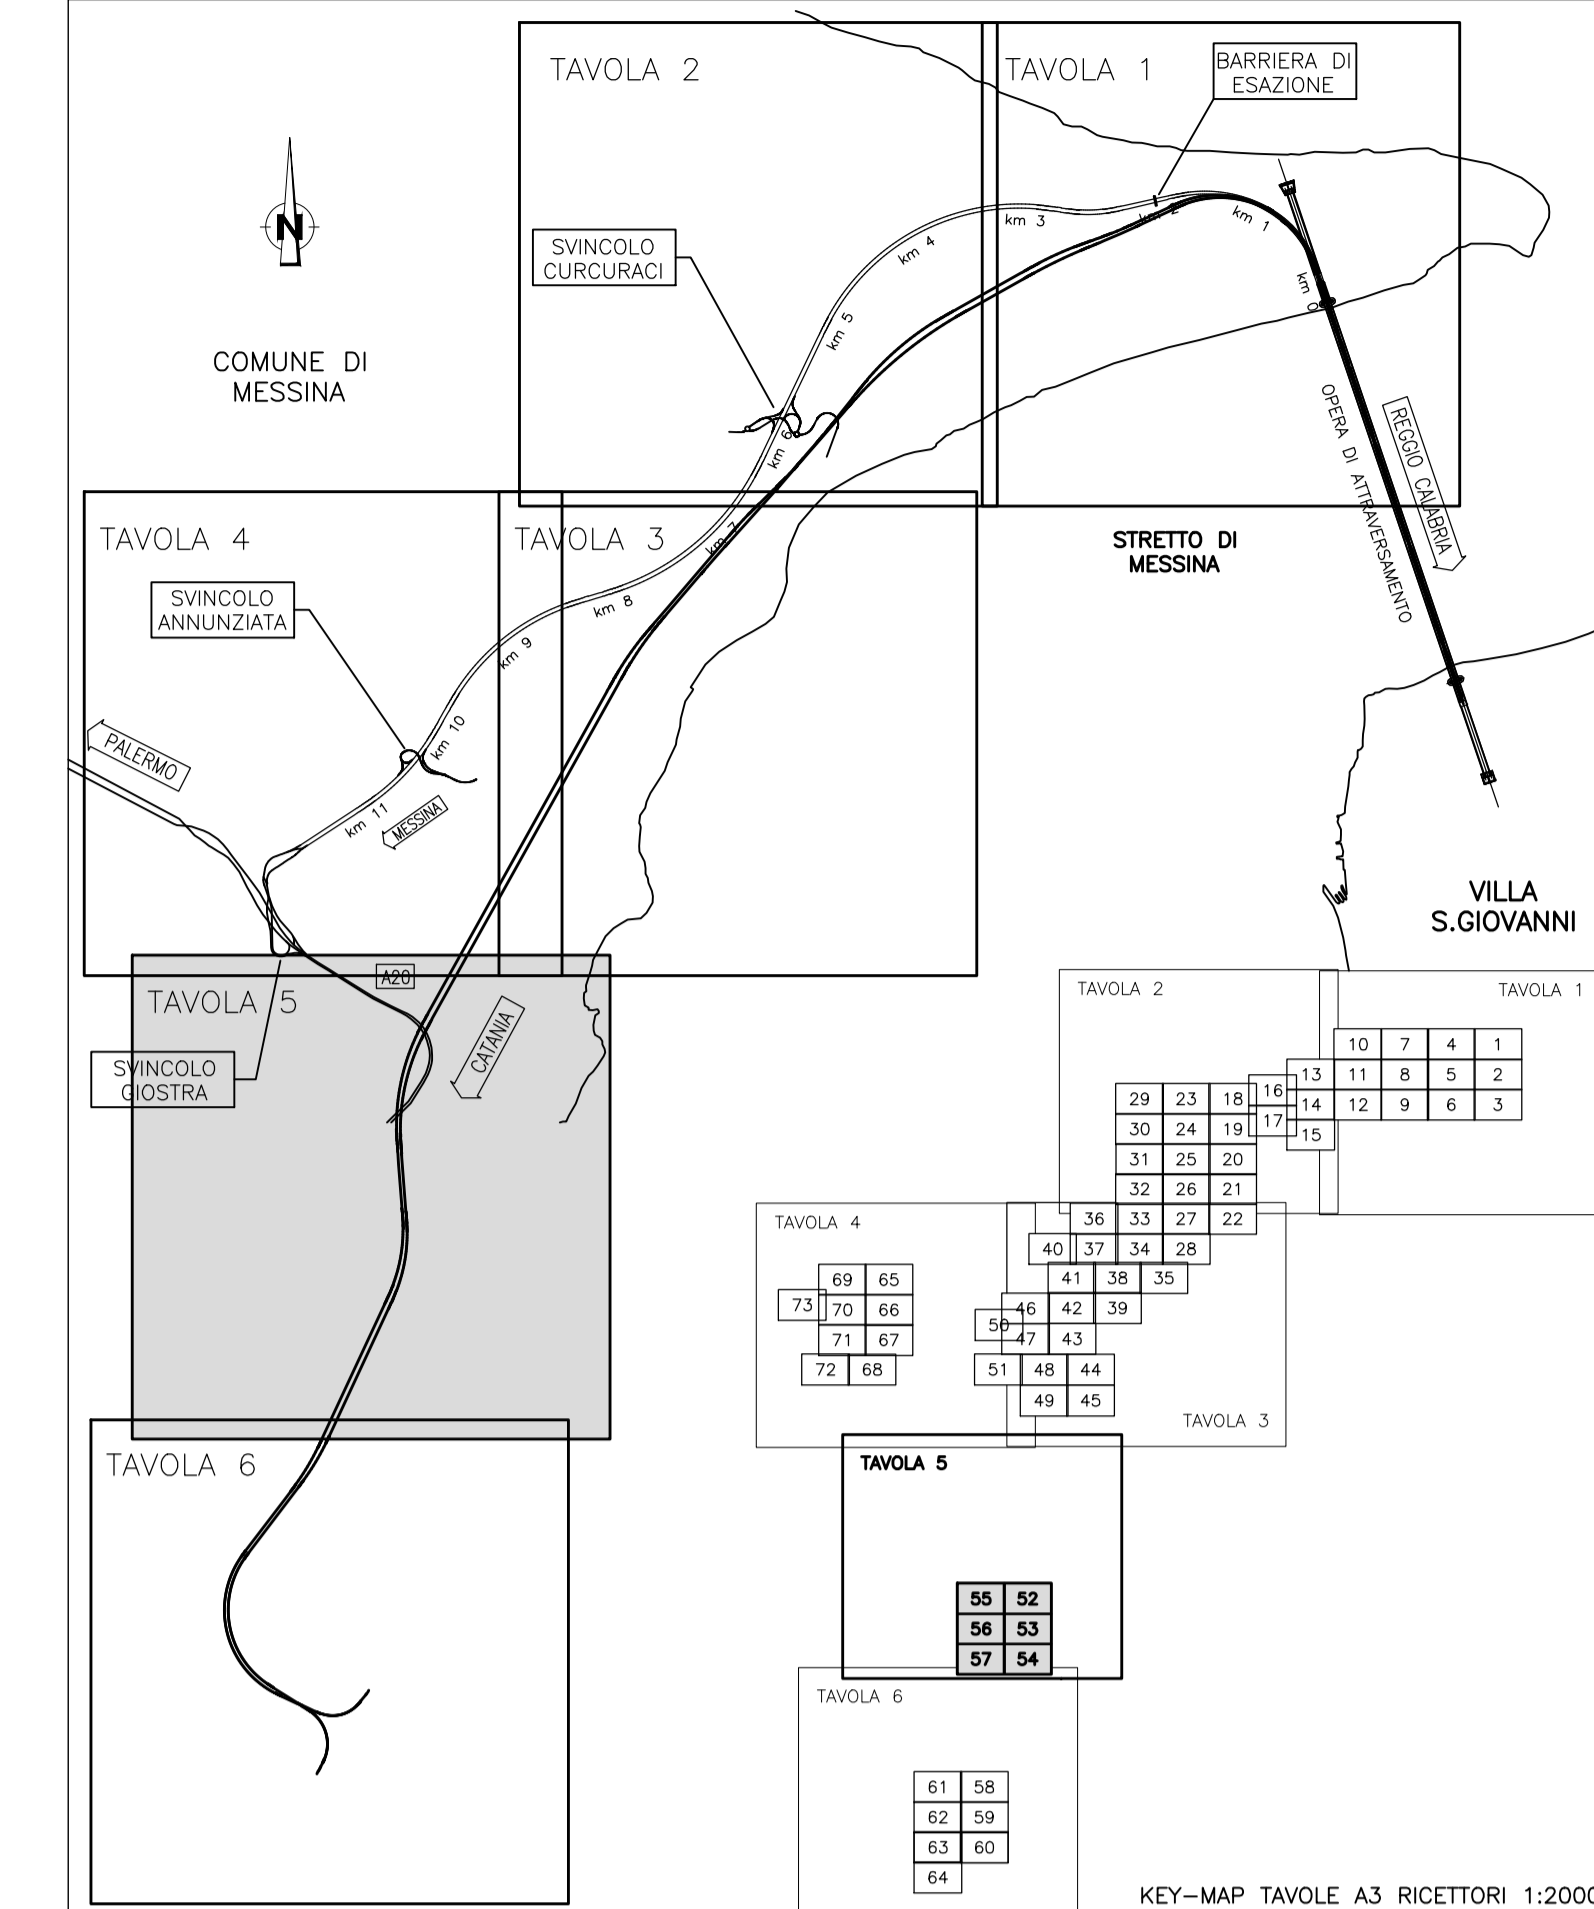 TAVOLA 2
TAVOLA 1
BARRIERA DI
ESAZIONE
N
SVINCOLO
CURCURACI
COMUNE DI
MESSINA
km 0
km 1
km 2
km 3
km 4
km 5
km 6
km 7
km 8
km 9
km 10
km 11
OPERA DI ATTRAVERSAMENTO
REGGIO CALABRIA
STRETTO DI
MESSINA
TAVOLA 4
TAVOLA 3
SVINCOLO
ANNUNZIATA
PALERMO
MESSINA
VILLA
S.GIOVANNI
A20
TAVOLA 5
CATANIA
SVINCOLO
GIOSTRA
TAVOLA 6
TAVOLA 2
TAVOLA 1
10 7 4 1
13 11 8 5 2
16 14 12 9 6 3
17 15
29 23 18
30 24 19
31 25 20
32 26 21
36 33 27 22
40 37 34 28
41 38 35
46 42 39
50 47 43
51 48 44
49 45
TAVOLA 3
TAVOLA 4
69 65
73 70 66
71 67
72 68
TAVOLA 5
55 52
56 53
57 54
TAVOLA 6
61 58
62 59
63 60
64
KEY-MAP TAVOLE A3 RICETTORI 1:2000